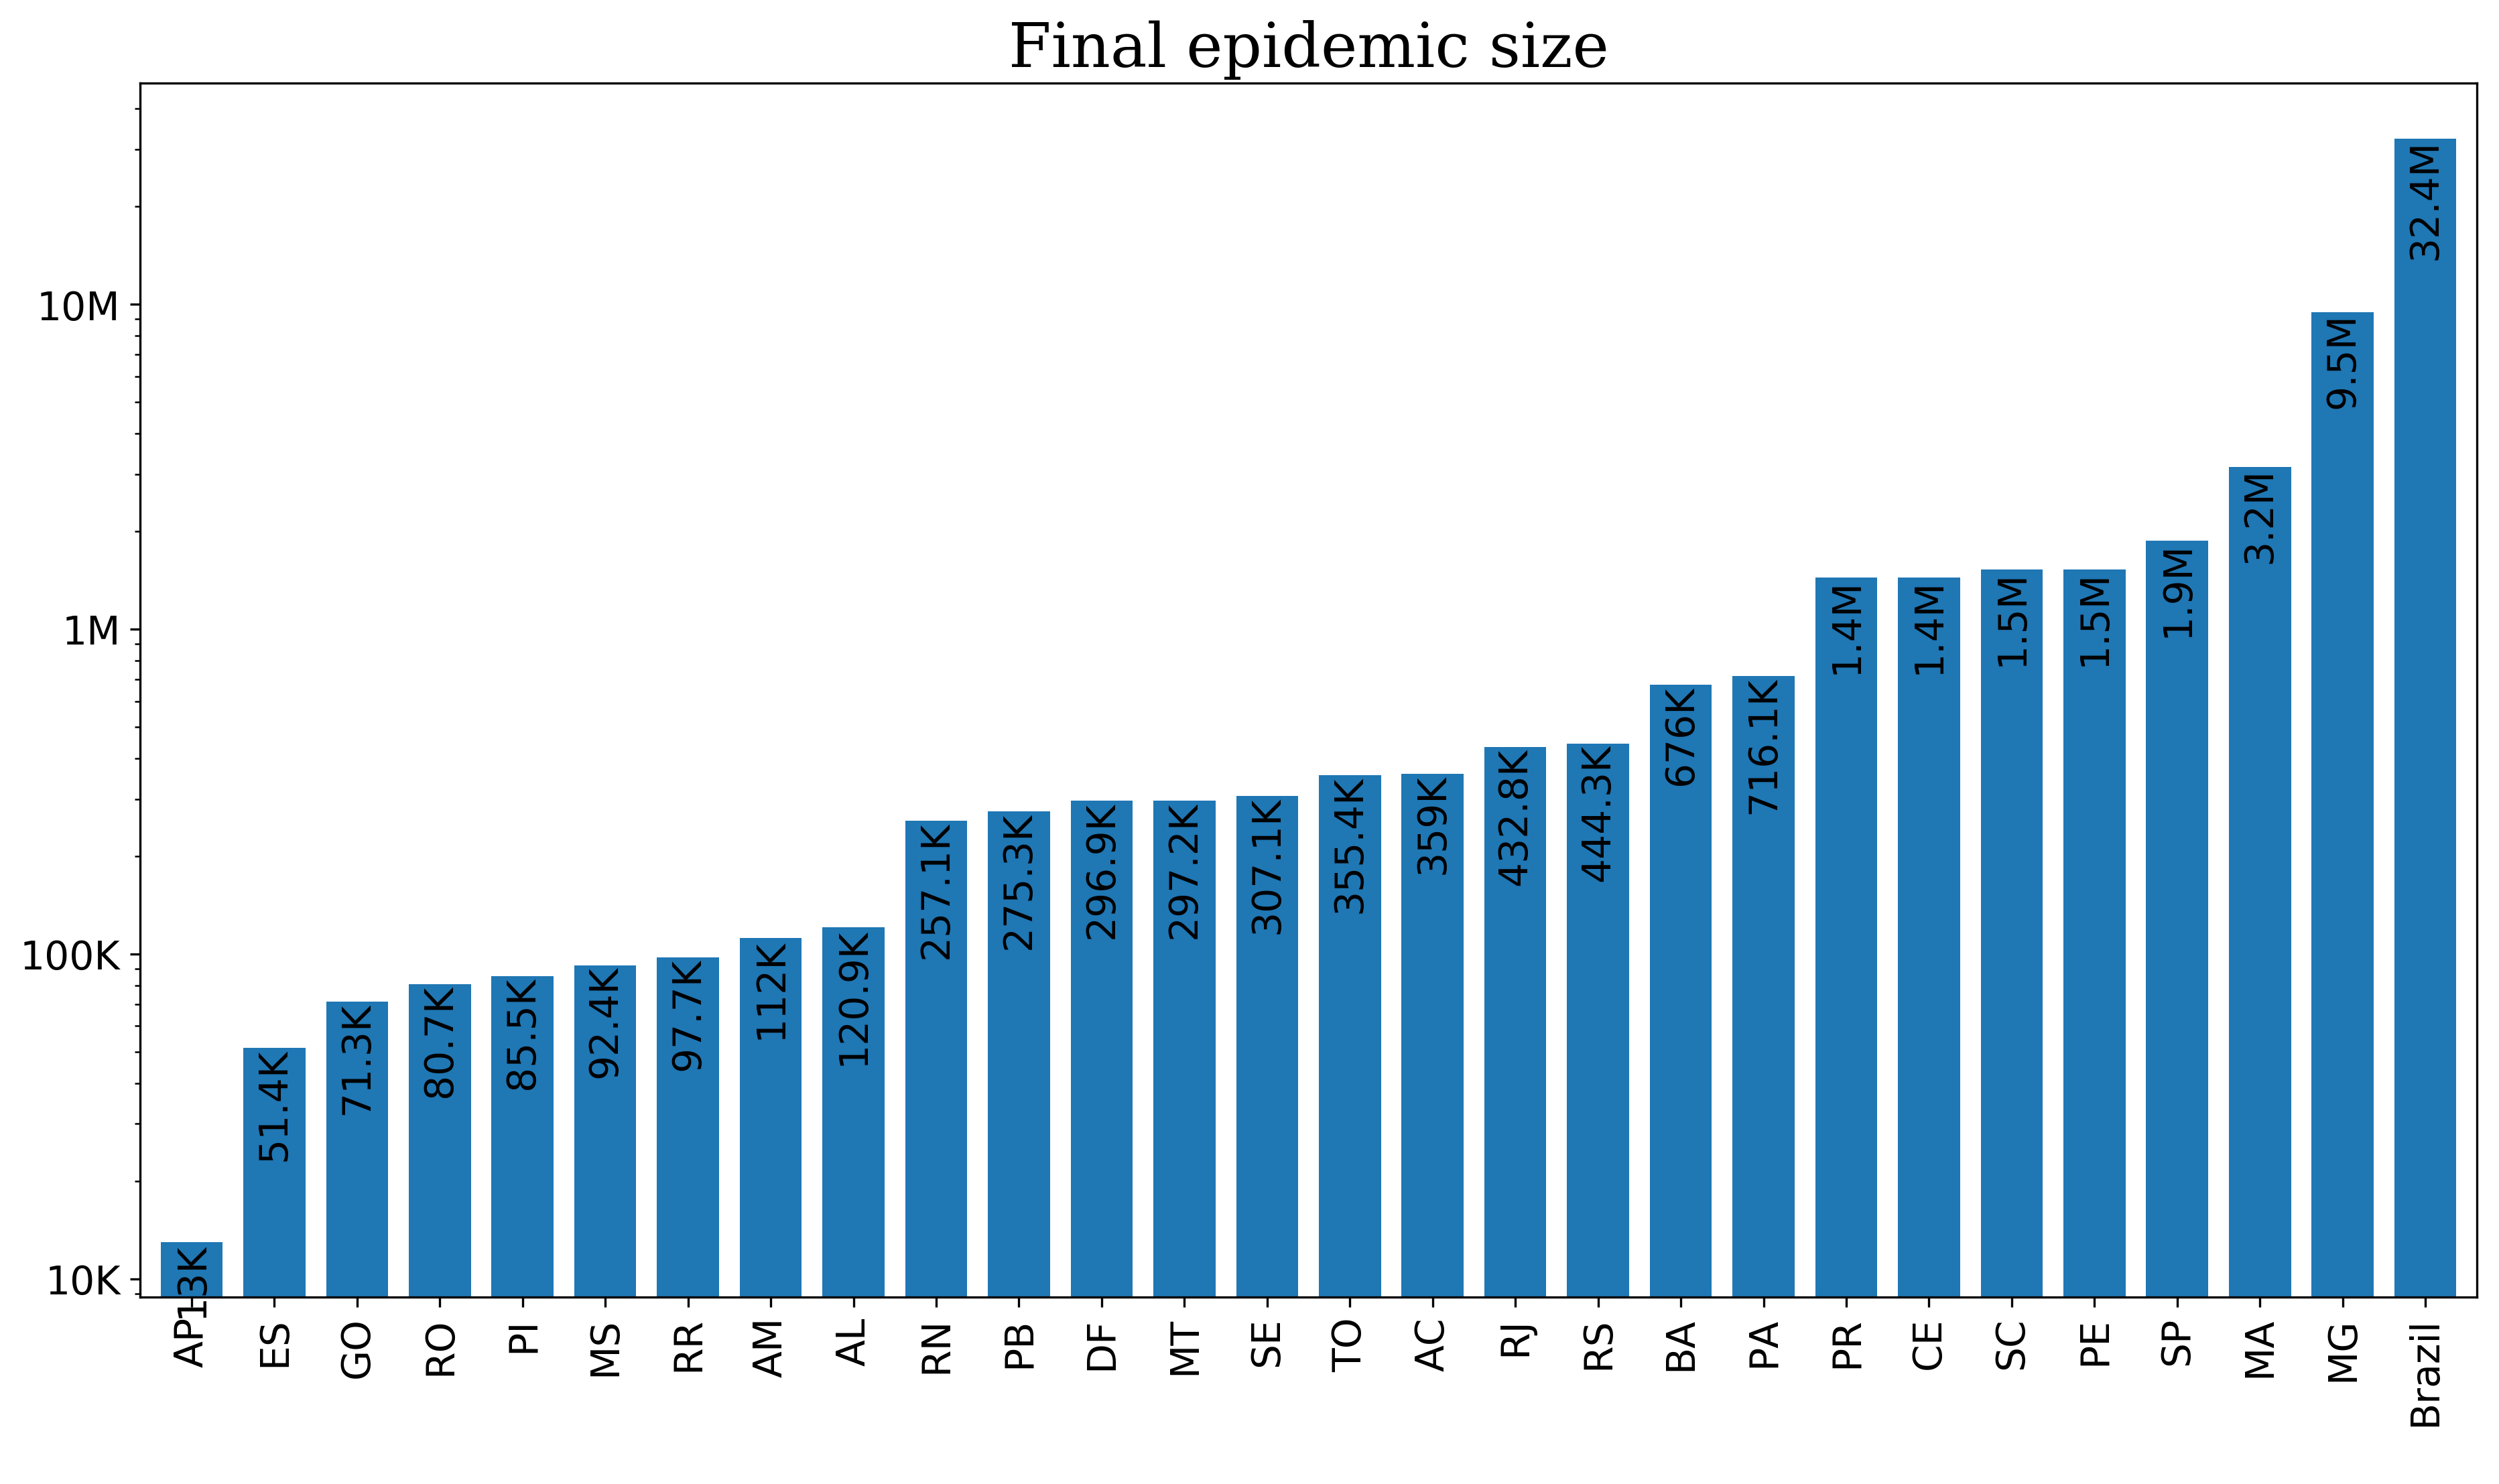 Final epidemic size
10M
1M
100K
10K
13K
51.4K
71.3K
80.7K
85.5K
92.4K
97.7K
112K
120.9K
257.1K
275.3K
296.9K
297.2K
307.1K
355.4K
359K
432.8K
444.3K
676K
716.1K
1.4M
1.4M
1.5M
1.5M
1.9M
3.2M
9.5M
32.4M
AP
ES
GO
RO
PI
MS
RR
AM
AL
RN
PB
DF
MT
SE
TO
AC
RJ
RS
BA
PA
PR
CE
SC
PE
SP
MA
MG
Brazil